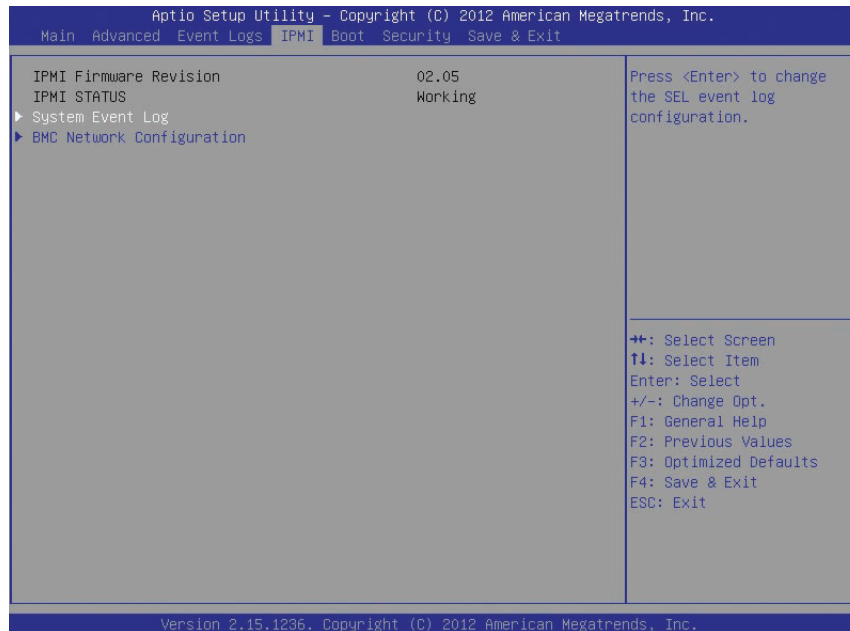 Aptio Setup Utility – Copyright (C) 2012 American Megatrends, Inc.
Main Advanced Event Logs IPMI Boot Security Save & Exit
IPMI Firmware Revision 02.05
IPMI STATUS Working
▶ System Event Log
▶ BMC Network Configuration
Press <Enter> to change
the SEL event log
configuration.
→←: Select Screen
↑↓: Select Item
Enter: Select
+/-: Change Opt.
F1: General Help
F2: Previous Values
F3: Optimized Defaults
F4: Save & Exit
ESC: Exit
Version 2.15.1236. Copyright (C) 2012 American Megatrends, Inc.